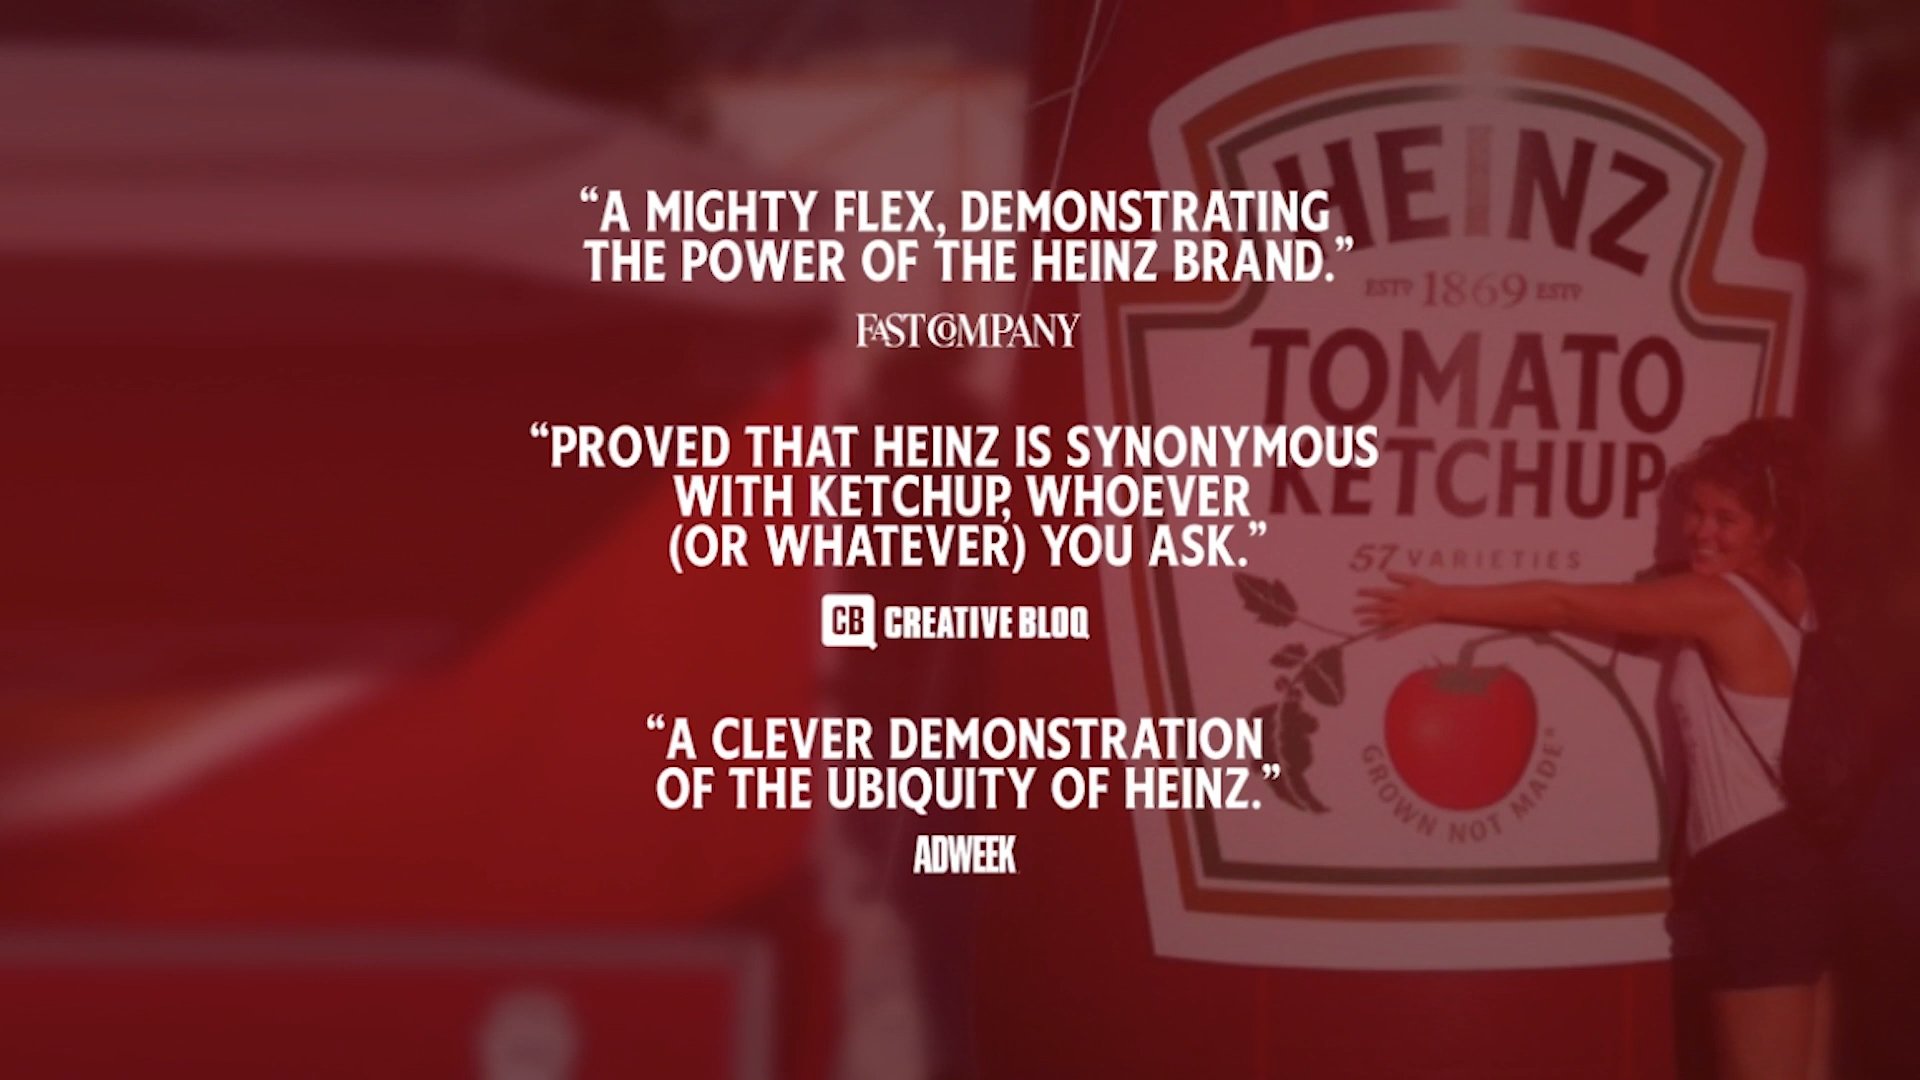 “A MIGHTY FLEX, DEMONSTRATING
THE POWER OF THE HEINZ BRAND.”
FAST COMPANY
“PROVED THAT HEINZ IS SYNONYMOUS
WITH KETCHUP, WHOEVER
(OR WHATEVER) YOU ASK.”
CB CREATIVE BLOQ
“A CLEVER DEMONSTRATION
OF THE UBIQUITY OF HEINZ.”
ADWEEK
HEINZ
ESTD 1869 ESTD
TOMATO
KETCHUP
57 VARIETIES
GROWN NOT MADE®